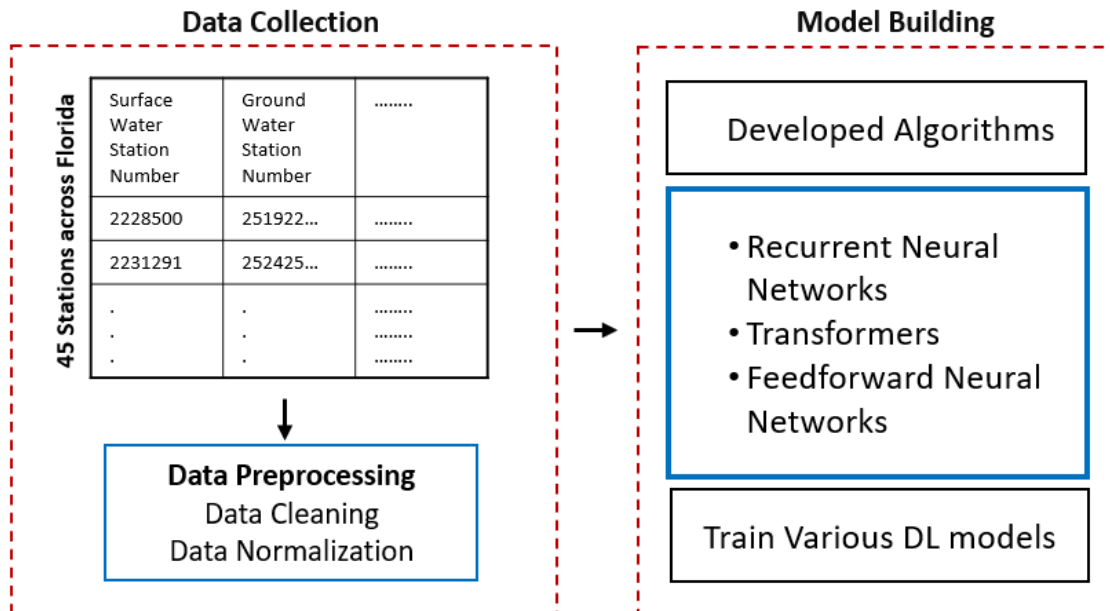 Data Collection
45 Stations across Florida
Surface
Water
Station
Number
Ground
Water
Station
Number
........
2228500
251922...
........
2231291
252425...
........
.
.
........
.
.
........
.
.
........
Data Preprocessing
Data Cleaning
Data Normalization
Model Building
Developed Algorithms
• Recurrent Neural
Networks
• Transformers
• Feedforward Neural
Networks
Train Various DL models